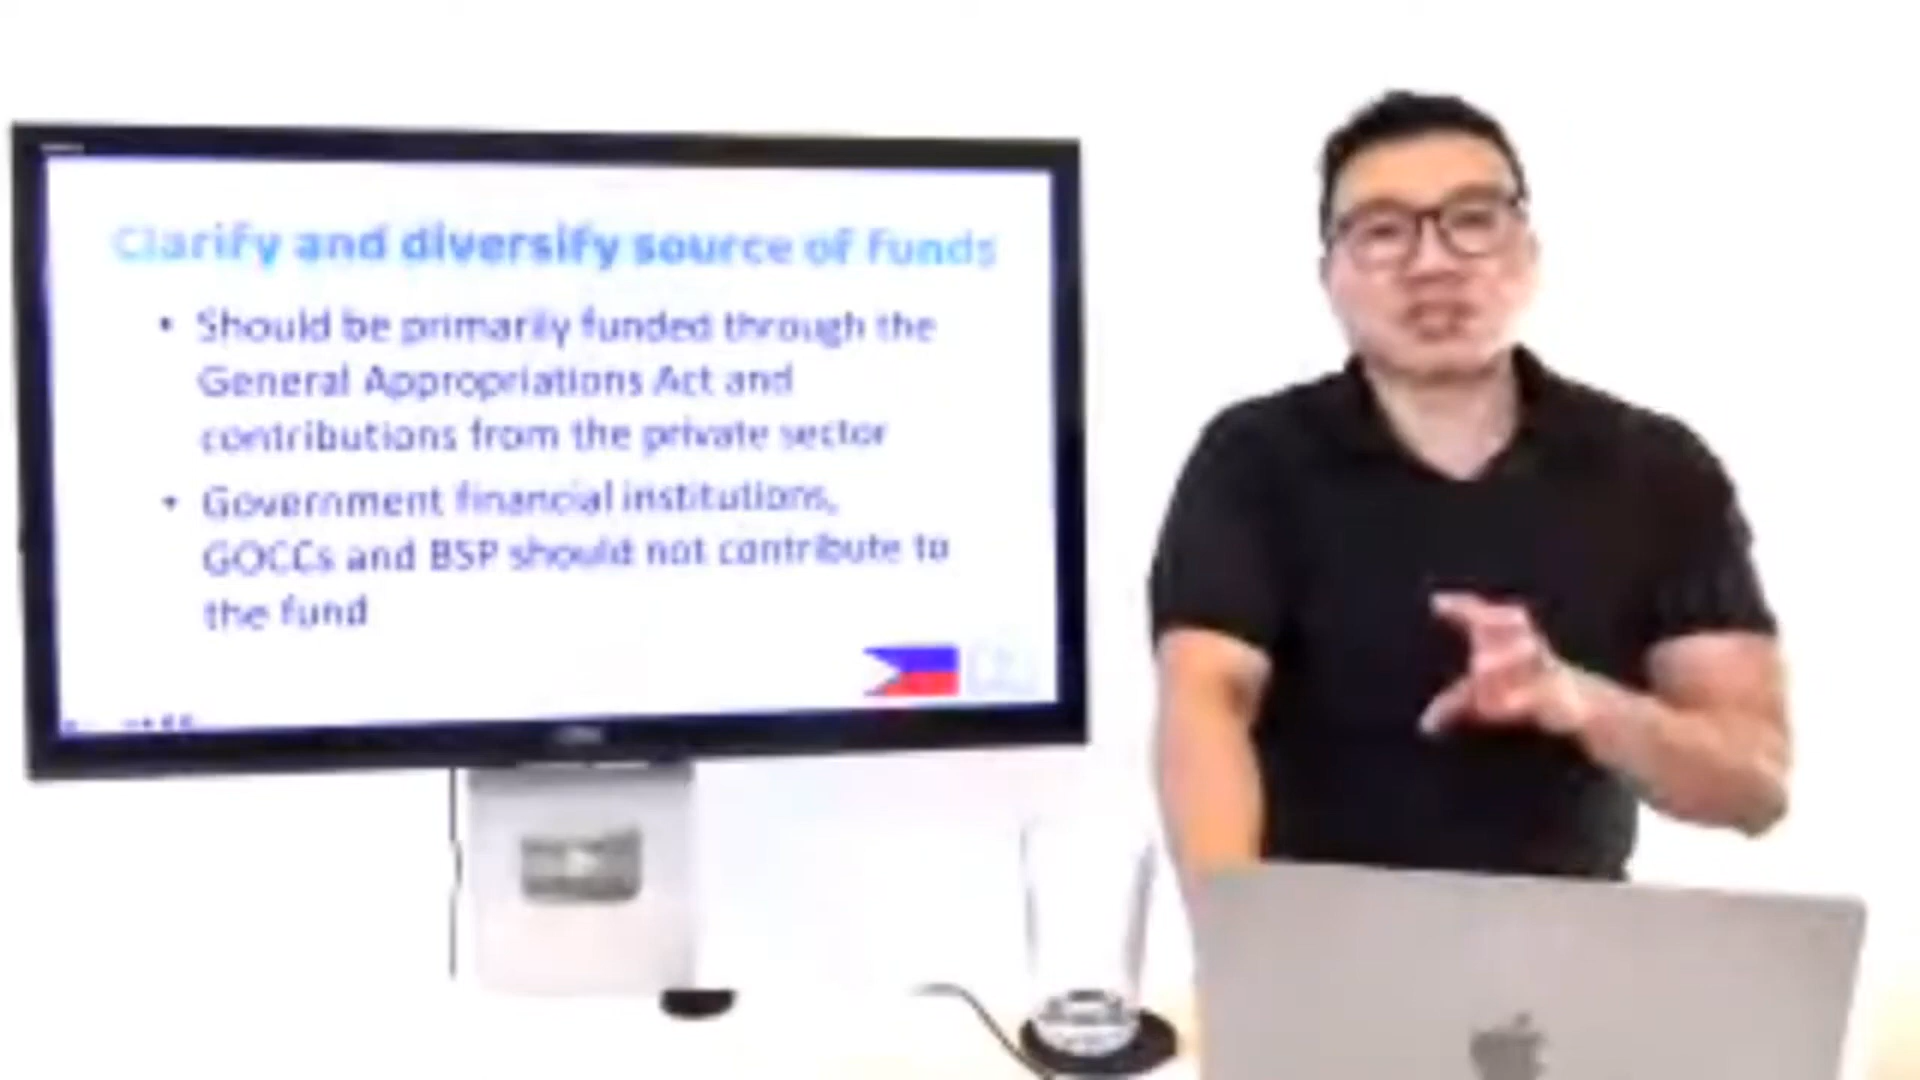 Clarify and diversify source of funds
• Should be primarily funded through the
General Appropriations Act and
contributions from the private sector
• Government financial institutions,
GOCCs and BSP should not contribute to
the fund